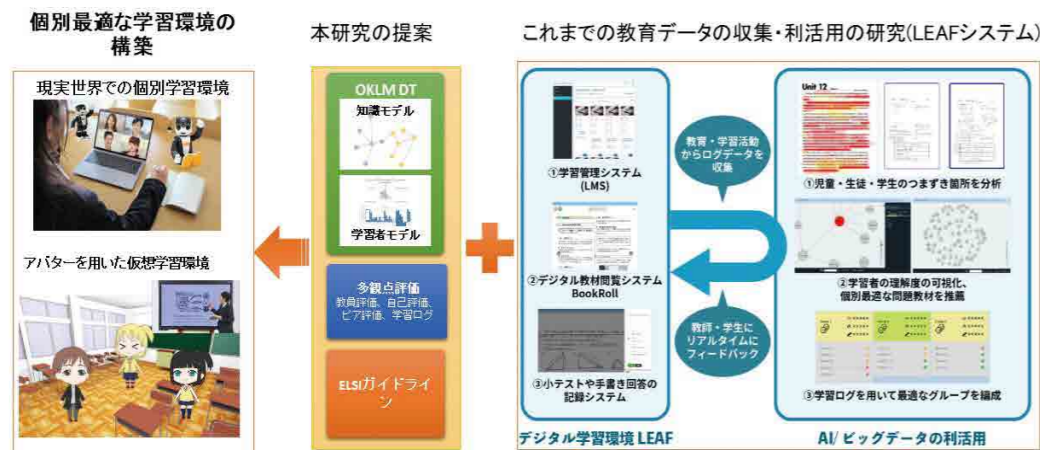 個別最適な学習環境の
構築
現実世界での個別学習環境
アバターを用いた仮想学習環境
本研究の提案
OKLM DT
知識モデル
学習者モデル
多観点評価
教員評価、自己評価、
ピア評価、学習ログ
ELSIガイドライ
ン
これまでの教育データの収集・利活用の研究(LEAFシステム)
①学習管理システム
(LMS)
②デジタル教材閲覧システム
BookRoll
③小テストや手書き回答の
記録システム
デジタル学習環境 LEAF
教育・学習活動
からログデータを
収集
教師・学生に
リアルタイムに
フィードバック
Unit 12
①児童・生徒・学生のつまずき箇所を分析
②学習者の理解度の可視化、
個別最適な問題教材を推薦
③学習ログを用いて最適なグループを編成
AI/ビッグデータの利活用